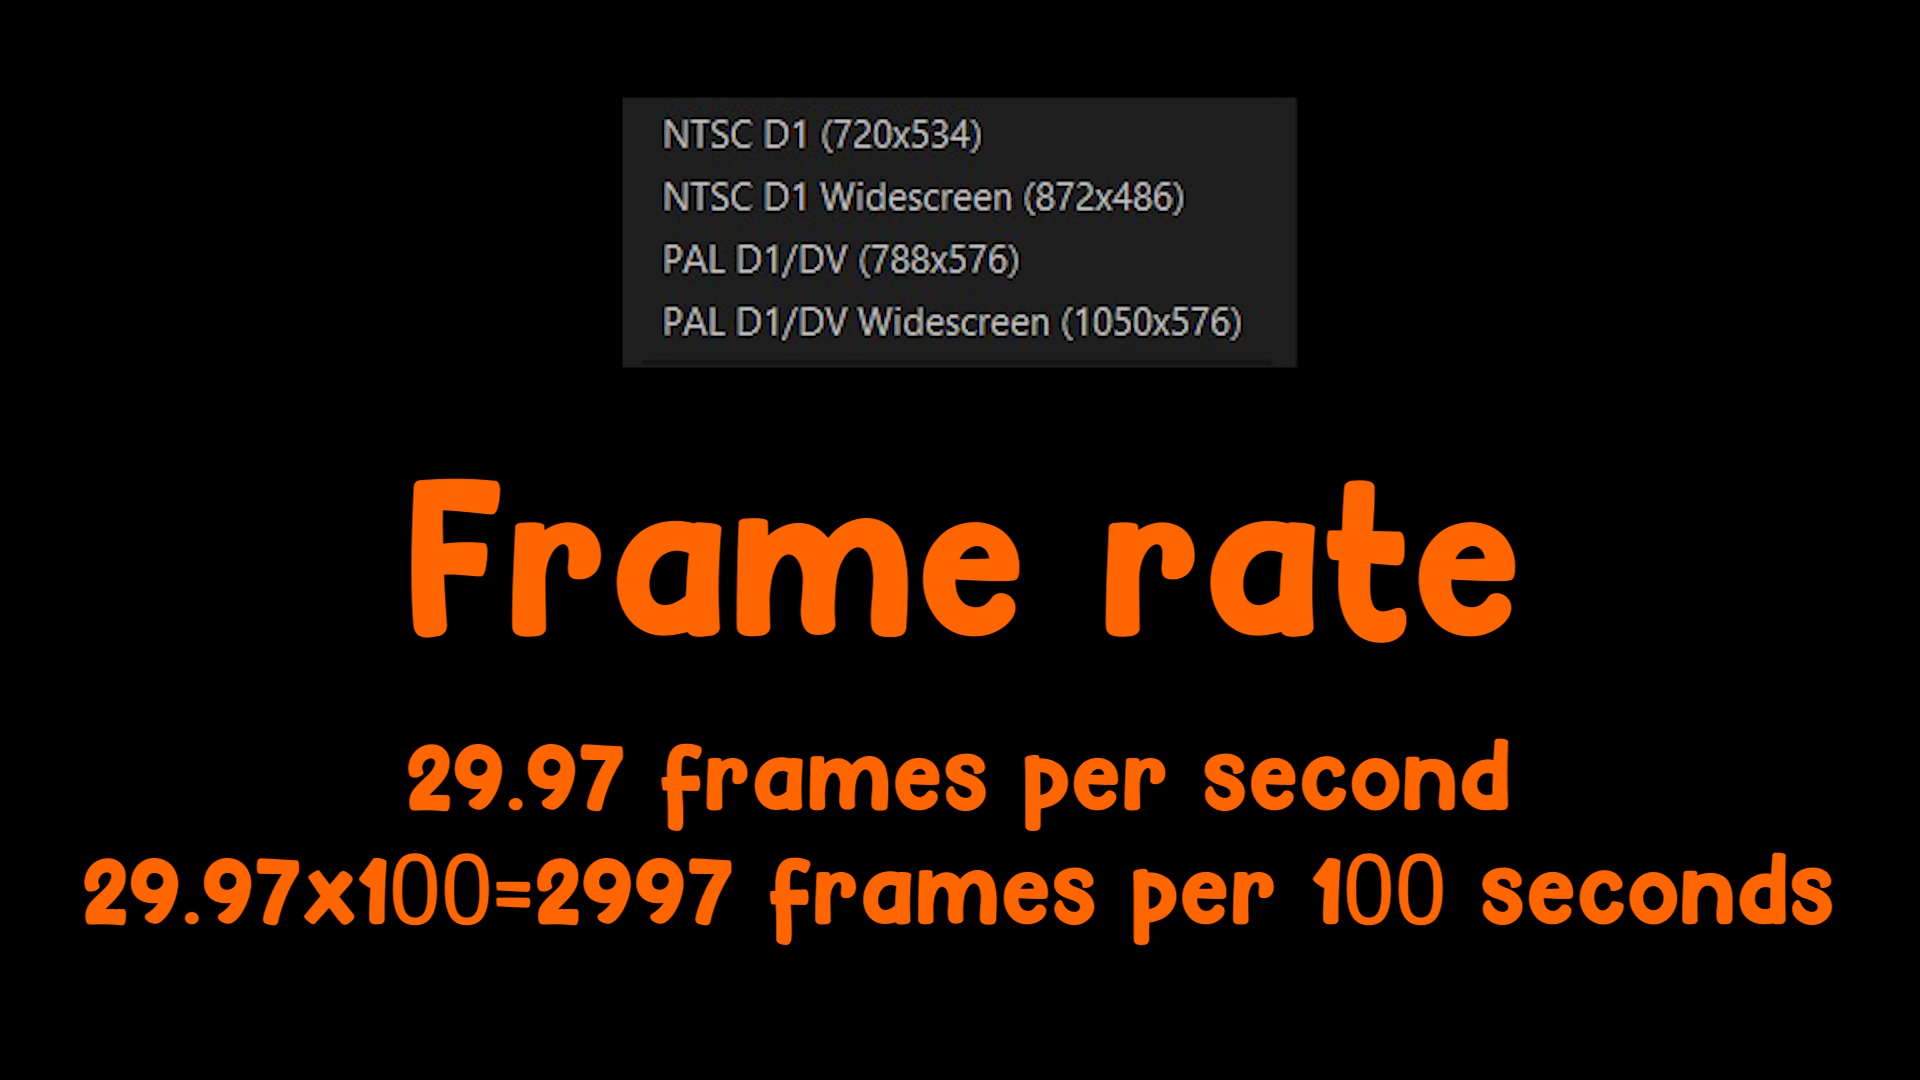 NTSC D1 (720x534)
NTSC D1 Widescreen (872x486)
PAL D1/DV (788x576)
PAL D1/DV Widescreen (1050x576)
Frame rate
29.97 frames per second
29.97x100=2997 frames per 100 seconds